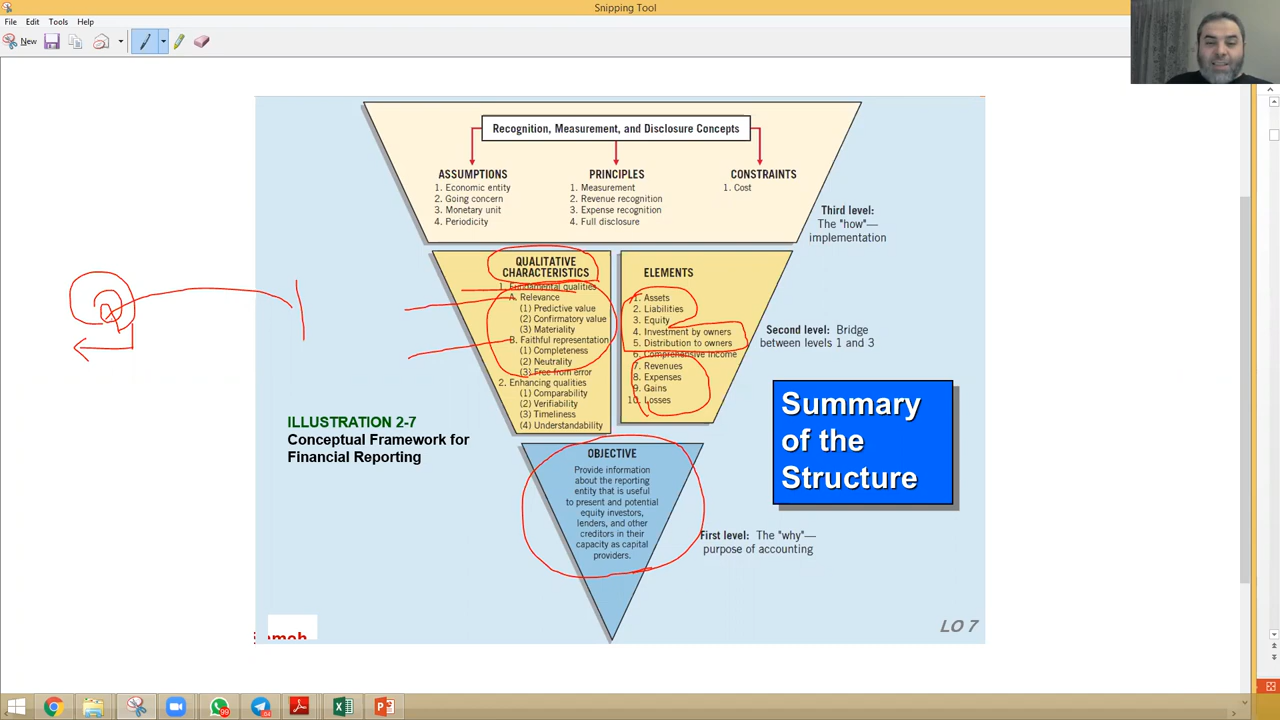 Snipping Tool
File Edit Tools Help
New
Recognition, Measurement, and Disclosure Concepts
ASSUMPTIONS
1. Economic entity
2. Going concern
3. Monetary unit
4. Periodicity
PRINCIPLES
1. Measurement
2. Revenue recognition
3. Expense recognition
4. Full disclosure
CONSTRAINTS
1. Cost
Third level:
The "how"—
implementation
QUALITATIVE
CHARACTERISTICS
1. Fundamental qualities
A. Relevance
(1) Predictive value
(2) Confirmatory value
(3) Materiality
B. Faithful representation
(1) Completeness
(2) Neutrality
(3) Free from error
2. Enhancing qualities
(1) Comparability
(2) Verifiability
(3) Timeliness
(4) Understandability
ELEMENTS
1. Assets
2. Liabilities
3. Equity
4. Investment by owners
5. Distribution to owners
6. Comprehensive income
7. Revenues
8. Expenses
9. Gains
10. Losses
Second level: Bridge
between levels 1 and 3
ILLUSTRATION 2-7
Conceptual Framework for
Financial Reporting
Summary
of the
Structure
OBJECTIVE
Provide information
about the reporting
entity that is useful
to present and potential
equity investors,
lenders, and other
creditors in their
capacity as capital
providers.
First level: The "why"—
purpose of accounting
LO 7